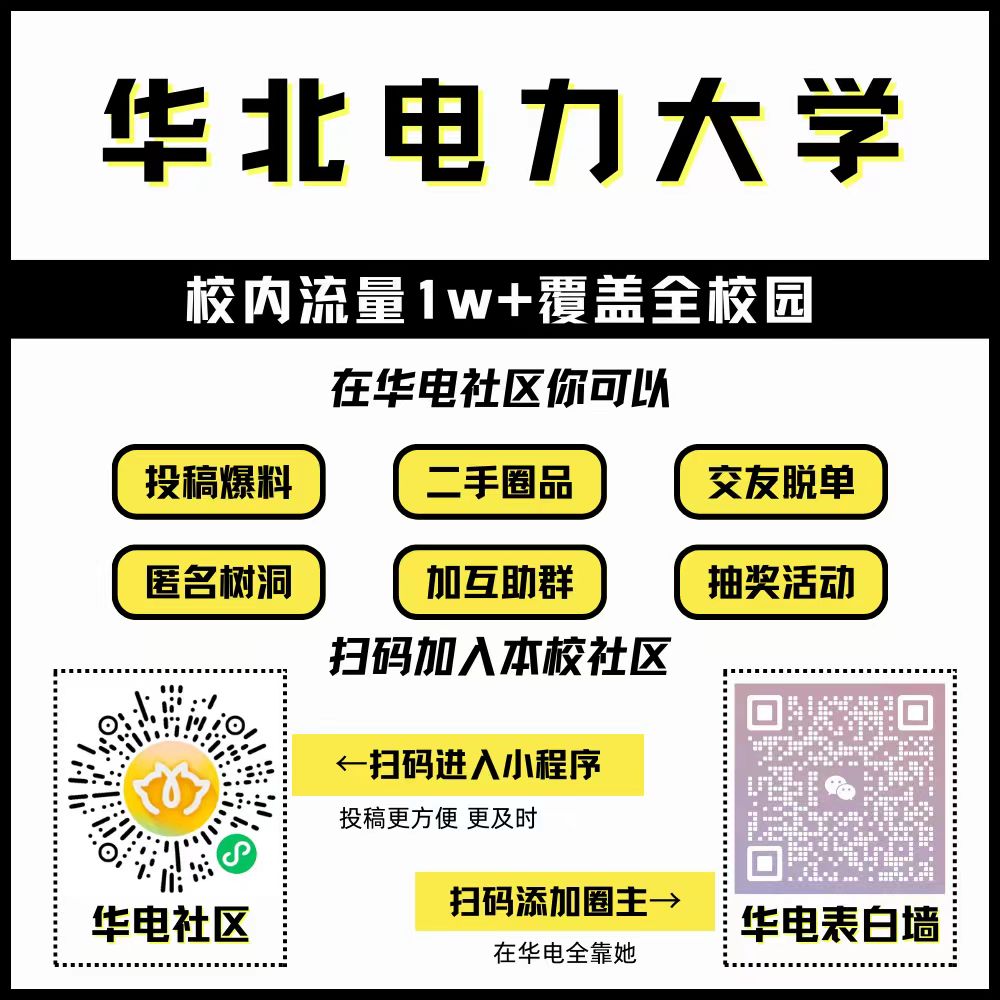 华北电力大学
校内流量1w+覆盖全校园
在华电社区你可以
投稿爆料 二手圈品 交友脱单
匿名树洞 加互助群 抽奖活动
扫码加入本校社区
←扫码进入小程序
投稿更方便 更及时
扫码添加圈主→
在华电全靠她
华电社区
华电表白墙